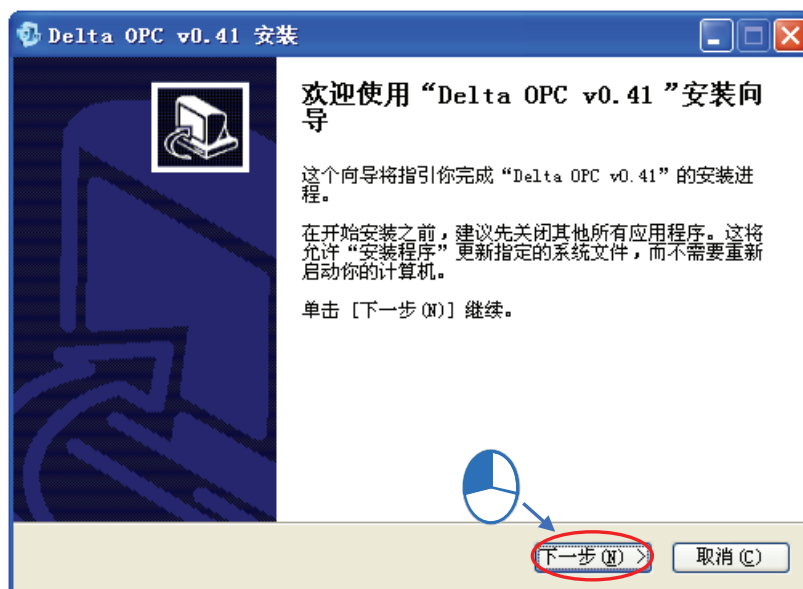 Delta OPC v0.41 安装
欢迎使用“Delta OPC v0.41 ”安装向
导
这个向导将指引你完成“Delta OPC v0.41”的安装进
程。
在开始安装之前，建议先关闭其他所有应用程序。这将
允许“安装程序”更新指定的系统文件，而不需要重新
启动你的计算机。
单击 [下一步(N)] 继续。
下一步(N) >
取消(C)